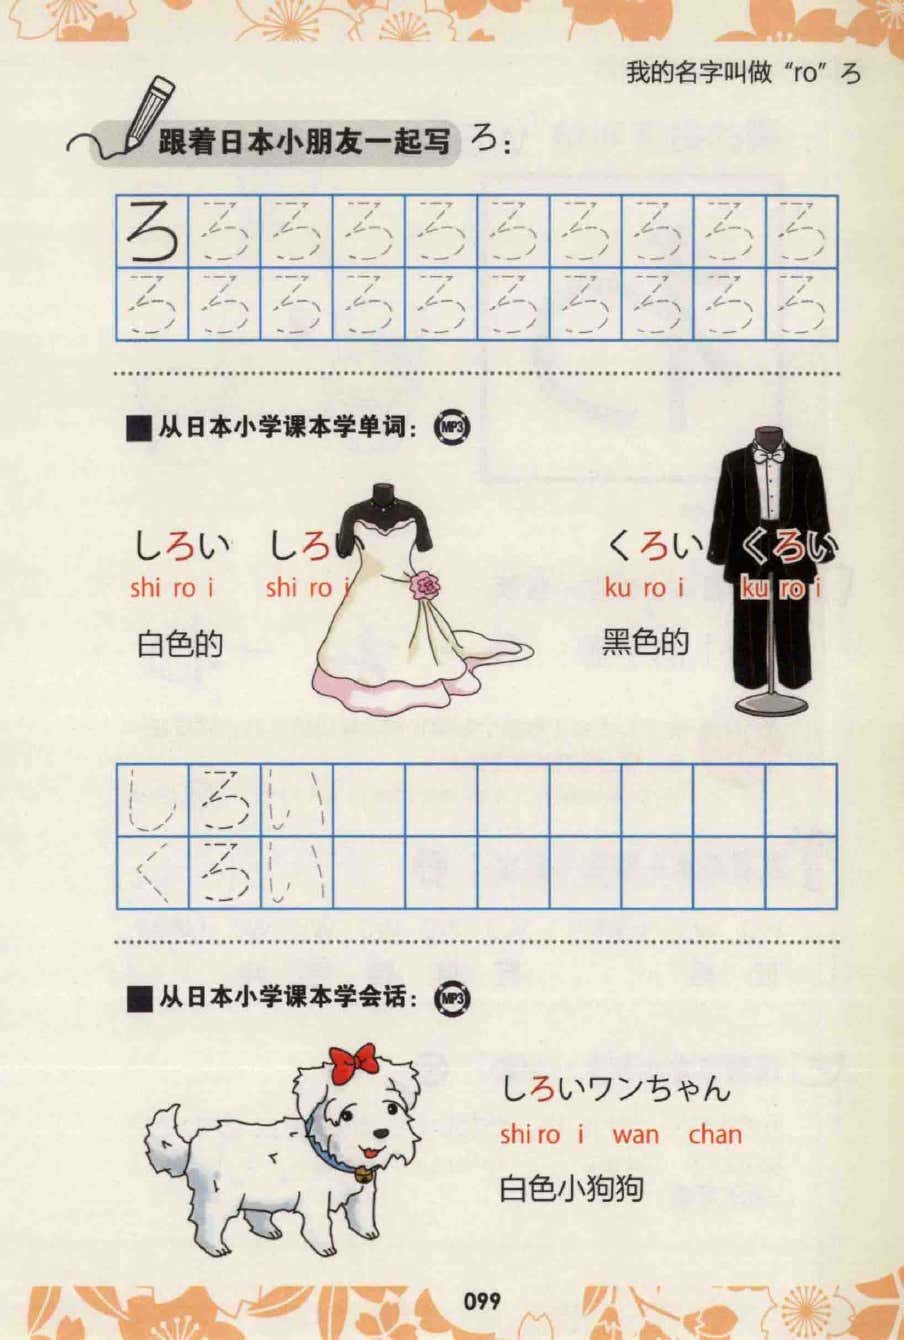 我的名字叫做“ro”ろ
跟着日本小朋友一起写 ろ：
ろ ろ ろ ろ ろ ろ ろ ろ ろ ろ
ろ ろ ろ ろ ろ ろ ろ ろ ろ ろ
从日本小学课本学单词： MP3
しろい しろい
shi ro i shi ro i
白色的
くろい くろい
ku ro i ku ro i
黑色的
しろい
くろい
从日本小学课本学会话： MP3
しろいワンちゃん
shi ro i wan chan
白色小狗狗
099